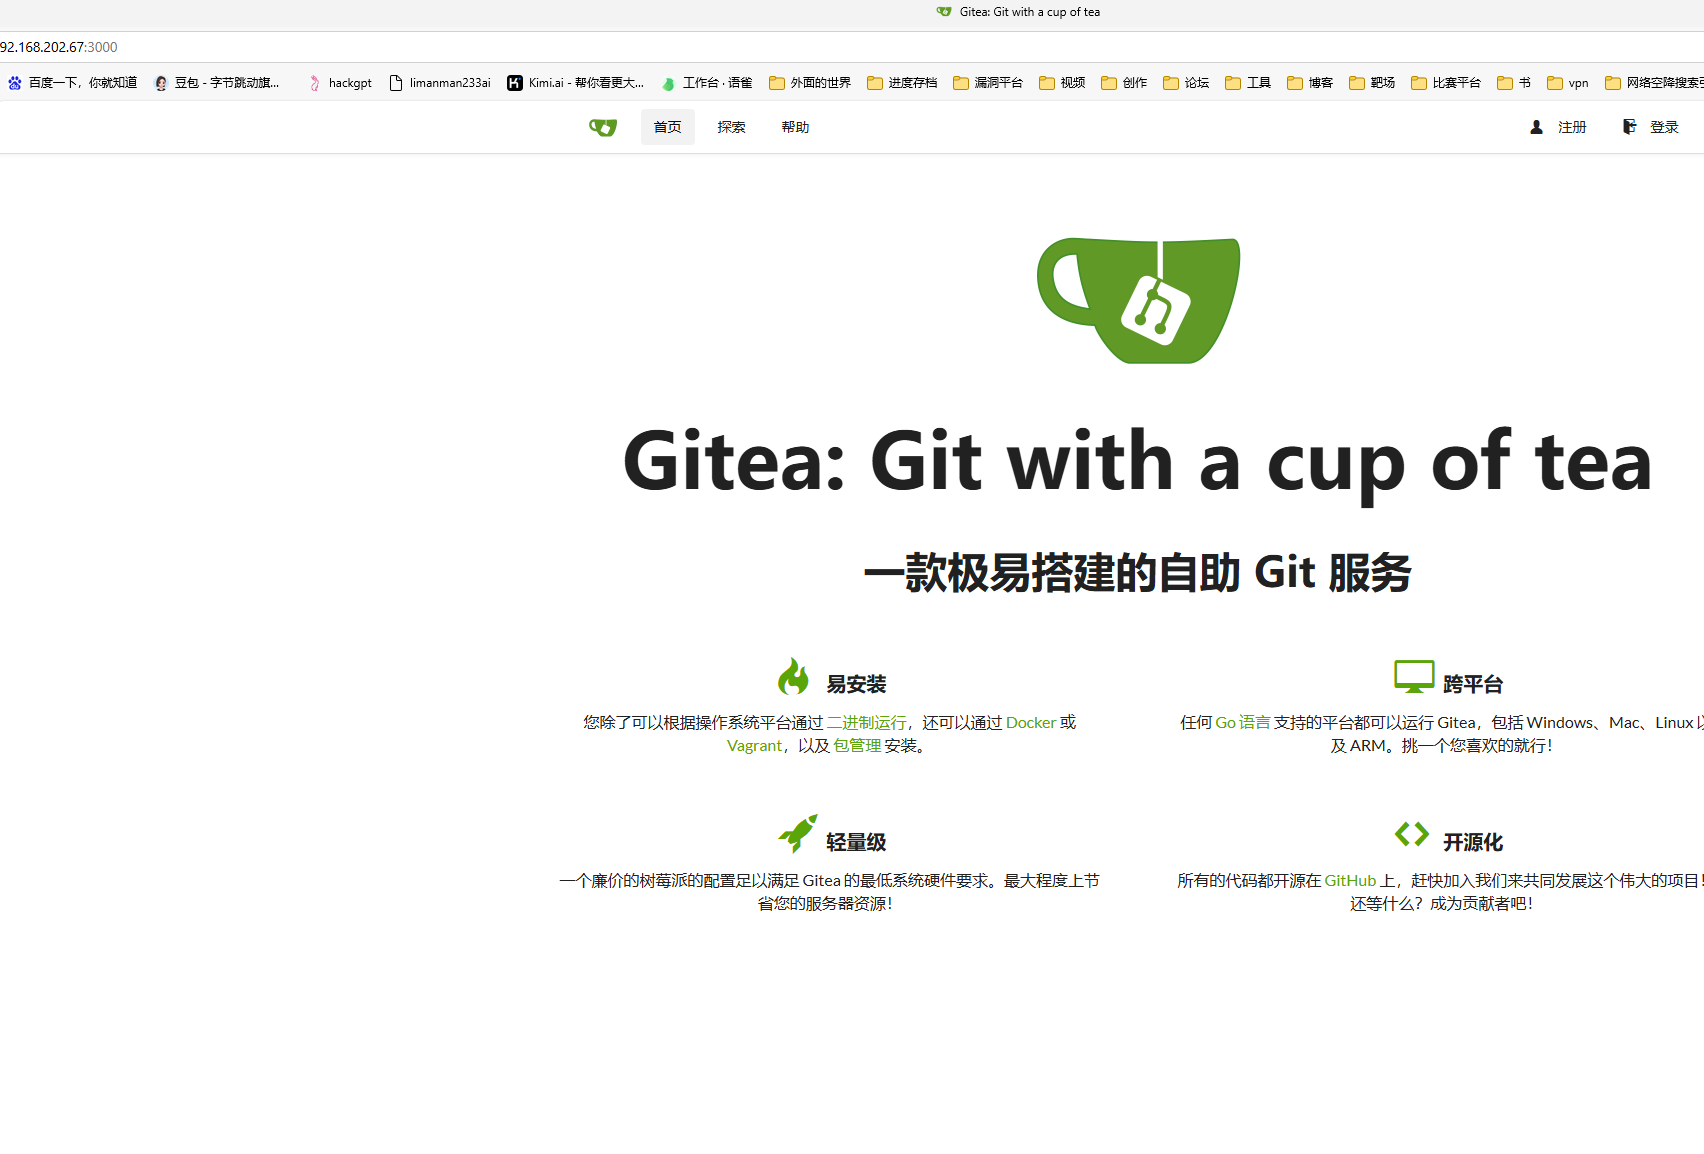 Gitea: Git with a cup of tea
92.168.202.67:3000
百度一下，你就知道 豆包 - 字节跳动旗... hackgpt limanman233ai Kimi.ai - 帮你看更大... 工作台 · 语雀 外面的世界 进度存档 漏洞平台 视频 创作 论坛 工具 博客 靶场 比赛平台 书 vpn 网络空降搜索引
首页 探索 帮助 注册 登录
Gitea: Git with a cup of tea
一款极易搭建的自助 Git 服务
易安装
您除了可以根据操作系统平台通过 二进制运行，还可以通过 Docker 或
Vagrant，以及 包管理 安装。
跨平台
任何 Go 语言 支持的平台都可以运行 Gitea，包括 Windows、Mac、Linux 以
及 ARM。挑一个您喜欢的就行！
轻量级
一个廉价的树莓派的配置足以满足 Gitea 的最低系统硬件要求。最大程度上节
省您的服务器资源！
开源化
所有的代码都开源在 GitHub 上，赶快加入我们来共同发展这个伟大的项目！
还等什么？成为贡献者吧！